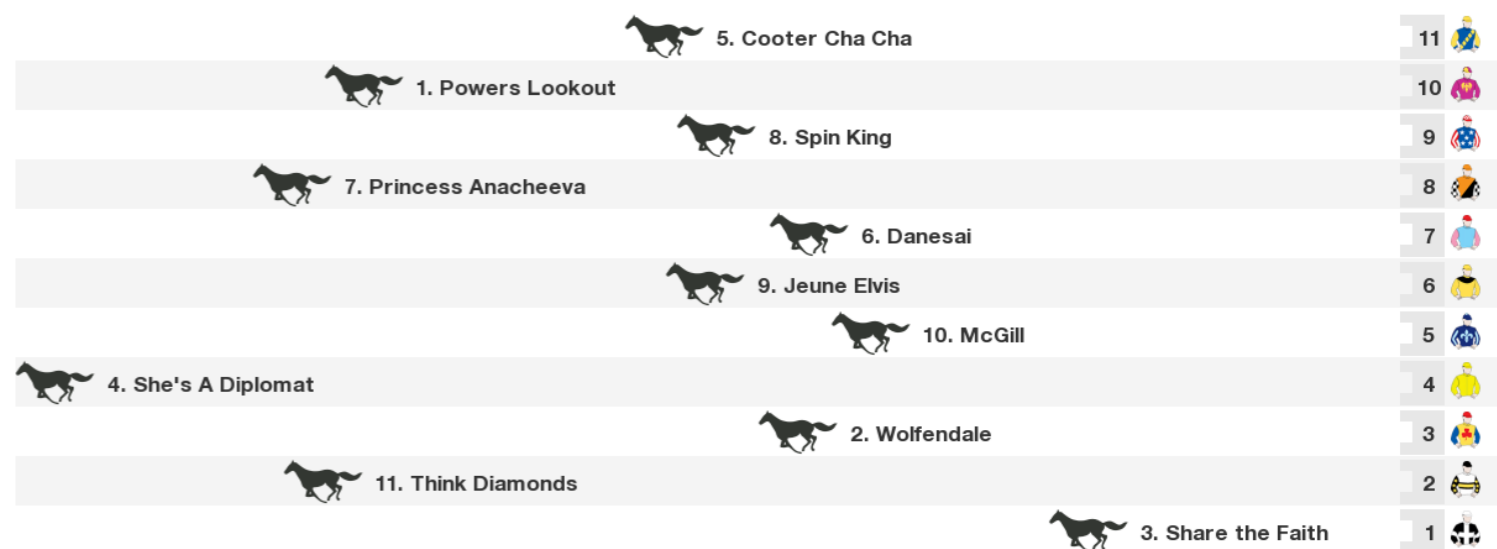 5. Cooter Cha Cha 11
1. Powers Lookout 10
8. Spin King 9
7. Princess Anacheeva 8
6. Danesai 7
9. Jeune Elvis 6
10. McGill 5
4. She's A Diplomat 4
2. Wolfendale 3
11. Think Diamonds 2
3. Share the Faith 1